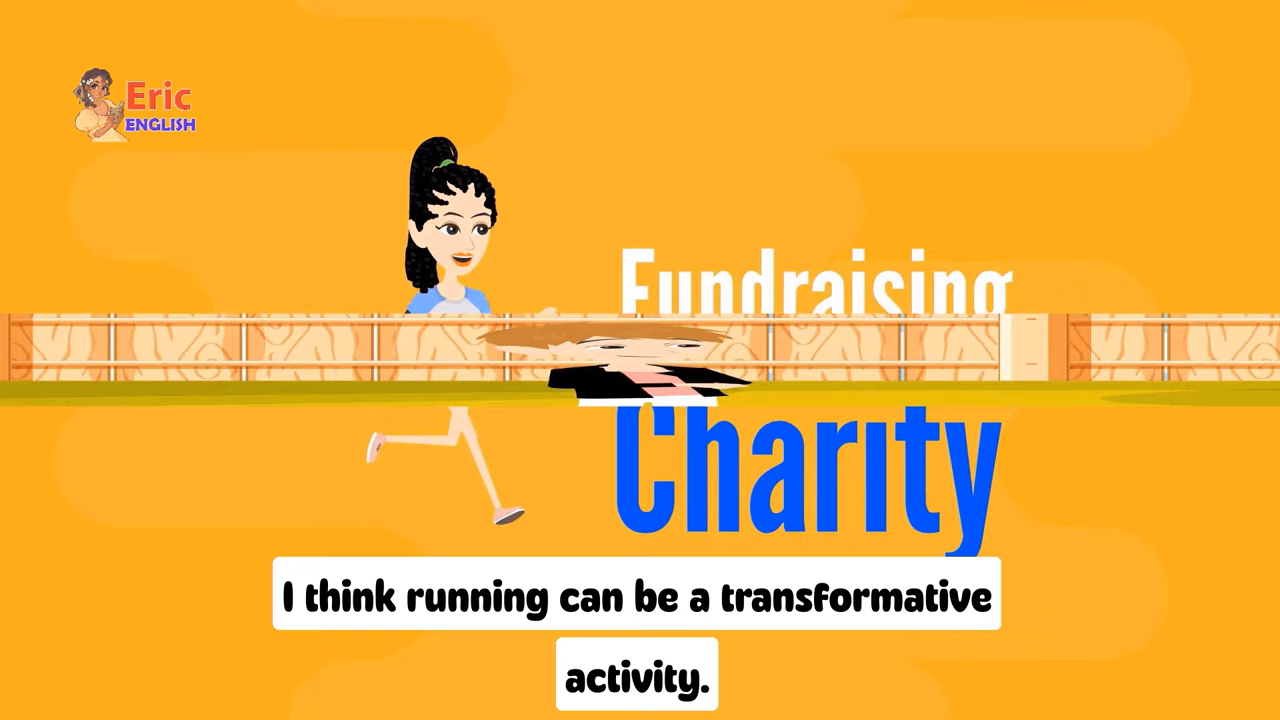 Eric
ENGLISH
Fundraising
Charity
I think running can be a transformative
activity.